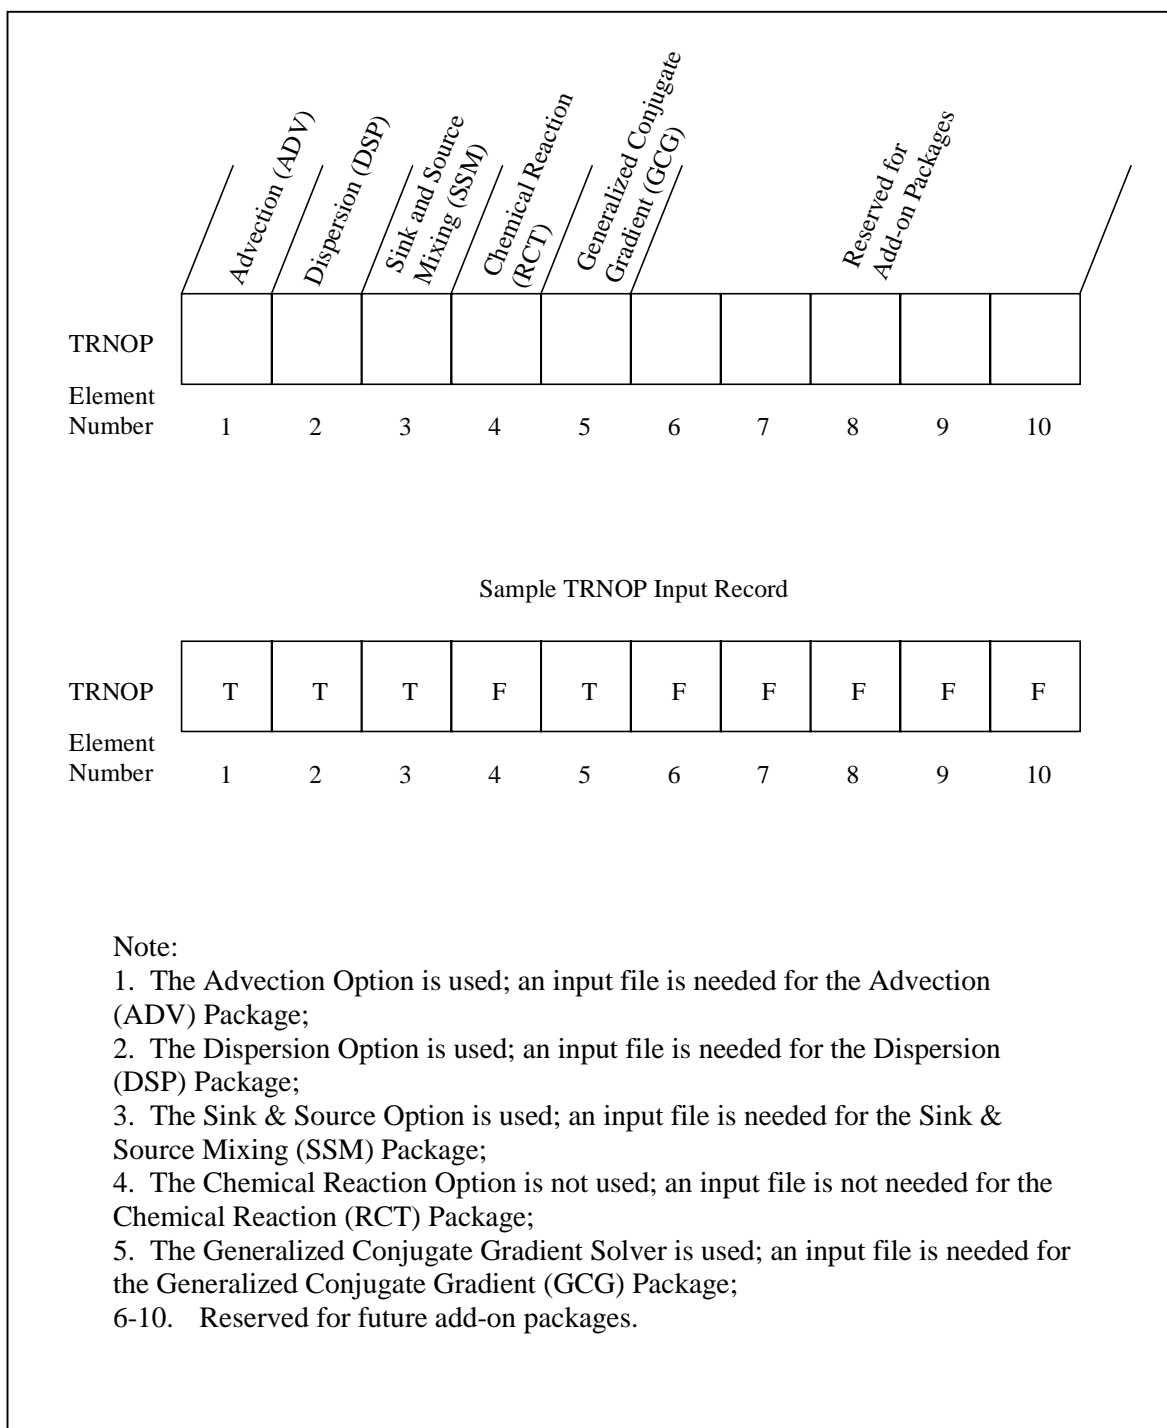 Advection (ADV)
Dispersion (DSP)
Sink and Source
Mixing (SSM)
Chemical Reaction
(RCT)
Generalized Conjugate
Gradient (GCG)
Reserved for
Add-on Packages
TRNOP
Element
Number 1 2 3 4 5 6 7 8 9 10
Sample TRNOP Input Record
TRNOP T T T F T F F F F F
Element
Number 1 2 3 4 5 6 7 8 9 10
Note:
1. The Advection Option is used; an input file is needed for the Advection
(ADV) Package;
2. The Dispersion Option is used; an input file is needed for the Dispersion
(DSP) Package;
3. The Sink & Source Option is used; an input file is needed for the Sink &
Source Mixing (SSM) Package;
4. The Chemical Reaction Option is not used; an input file is not needed for the
Chemical Reaction (RCT) Package;
5. The Generalized Conjugate Gradient Solver is used; an input file is needed for
the Generalized Conjugate Gradient (GCG) Package;
6-10. Reserved for future add-on packages.